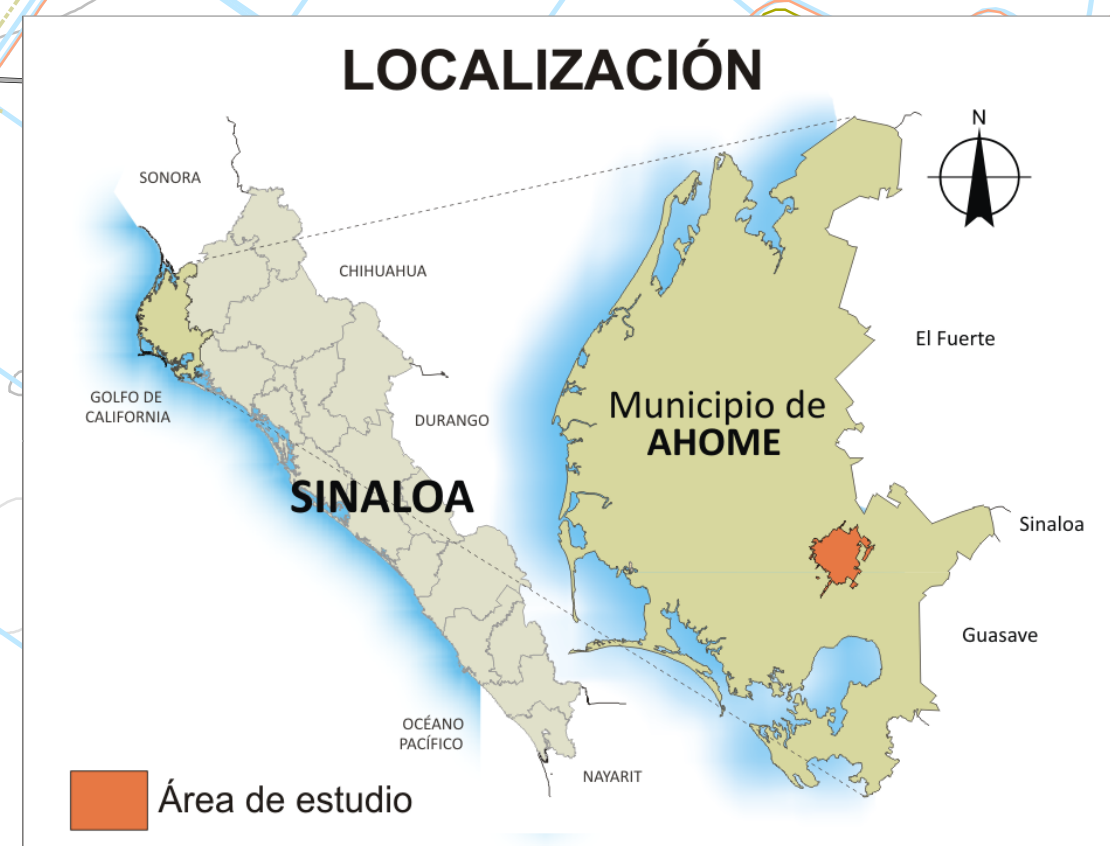 LOCALIZACIÓN
N
SONORA
CHIHUAHUA
El Fuerte
GOLFO DE
CALIFORNIA
DURANGO
Municipio de
AHOME
SINALOA
Sinaloa
Guasave
OCÉANO
PACÍFICO
NAYARIT
Área de estudio